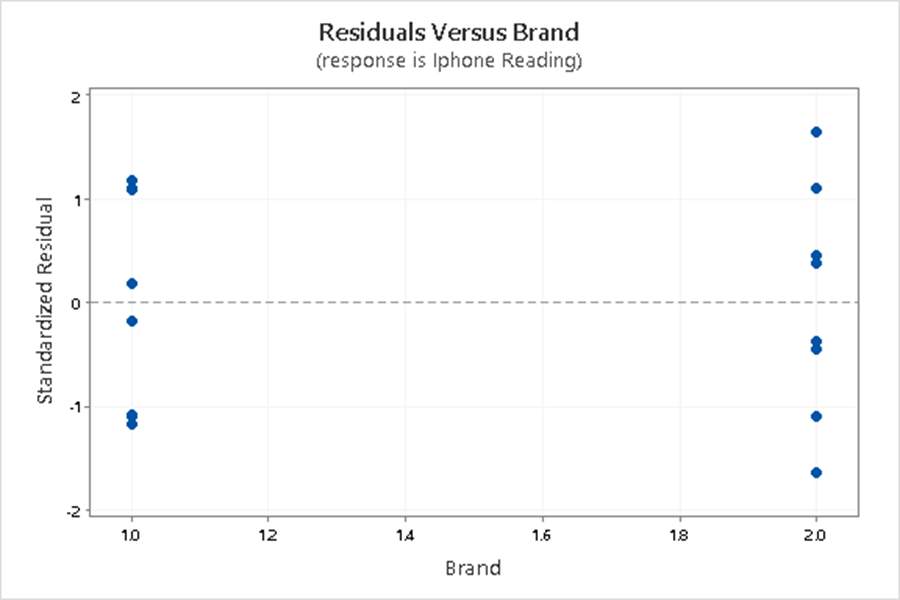 Residuals Versus Brand
(response is Iphone Reading)
Standardized Residual
2
1
0
-1
-2
1.0
1.2
1.4
1.6
1.8
2.0
Brand